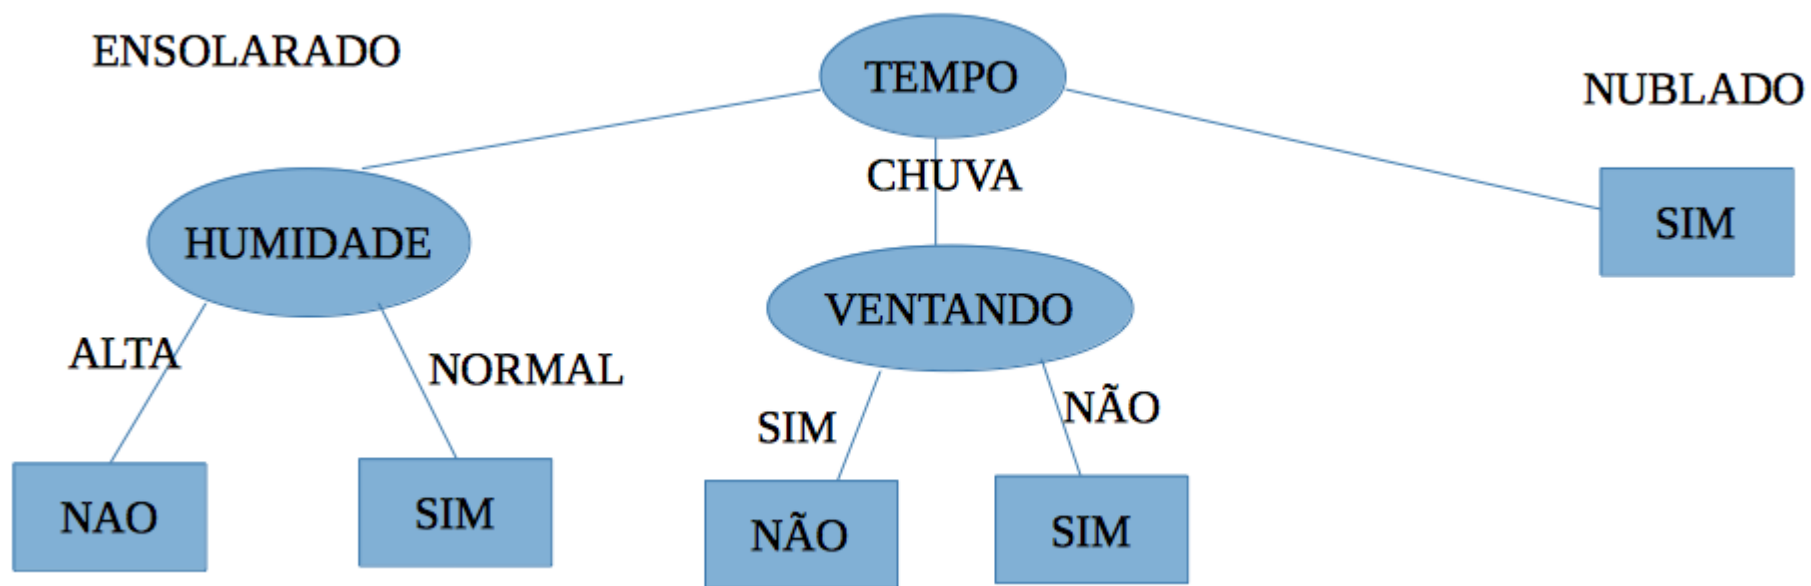 ENSOLARADO
TEMPO
NUBLADO
CHUVA
SIM
HUMIDADE
VENTANDO
ALTA
NORMAL
SIM
NÃO
NAO
SIM
NÃO
SIM